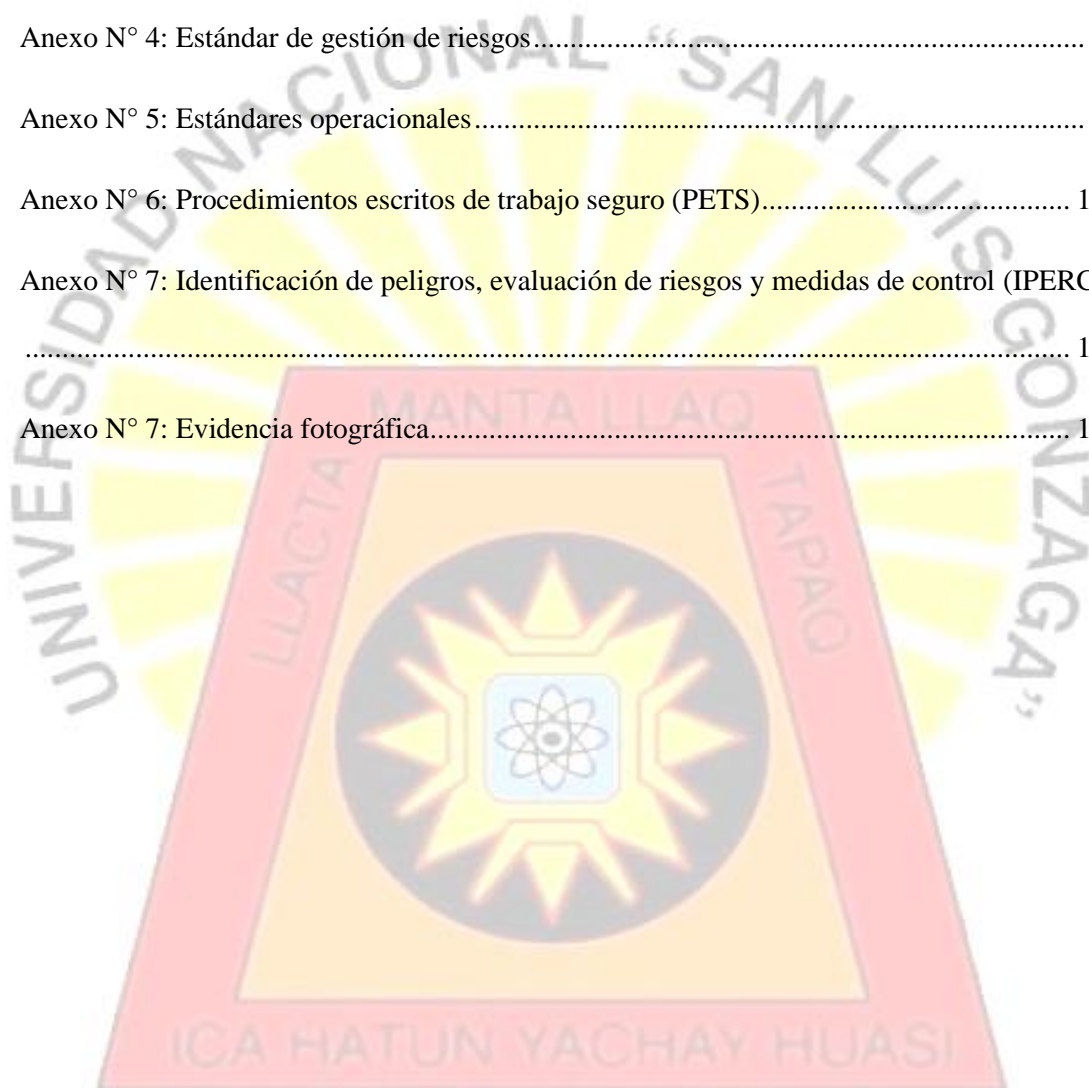 Anexo N° 4: Estándar de gestión de riesgos..............................................................................
Anexo N° 5: Estándares operacionales......................................................................................
Anexo N° 6: Procedimientos escritos de trabajo seguro (PETS)........................................... 1
Anexo N° 7: Identificación de peligros, evaluación de riesgos y medidas de control (IPERC
.................................................................................................................................................... 1
Anexo N° 7: Evidencia fotográfica........................................................................................... 1
UNIVERSIDAD NACIONAL “SAN LUIS GONZAGA”
LLACTA MANTA LLAQ TAPAQ
ICA HATUN YACHAY HUASI